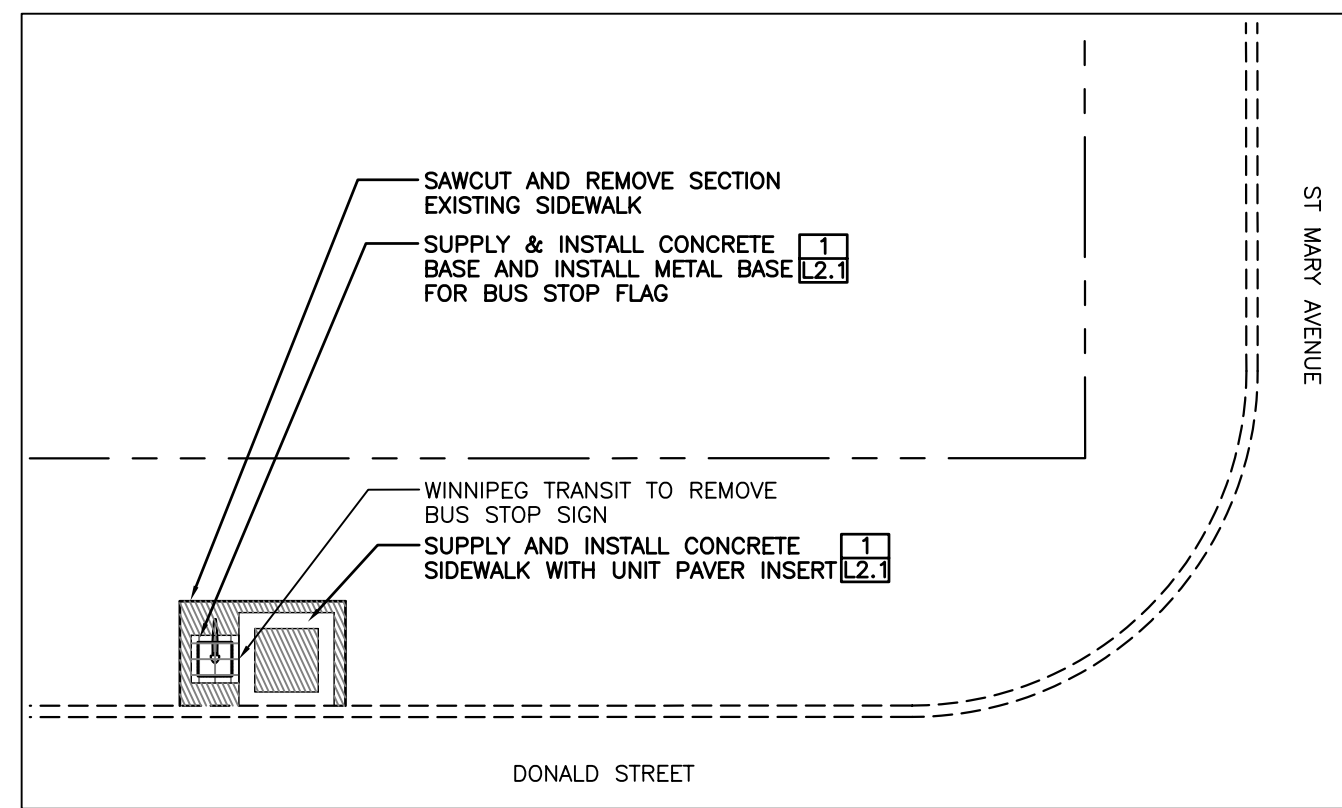 SAWCUT AND REMOVE SECTION
EXISTING SIDEWALK
SUPPLY & INSTALL CONCRETE 1
BASE AND INSTALL METAL BASE L2.1
FOR BUS STOP FLAG
ST MARY AVENUE
WINNIPEG TRANSIT TO REMOVE
BUS STOP SIGN
SUPPLY AND INSTALL CONCRETE 1
SIDEWALK WITH UNIT PAVER INSERT L2.1
DONALD STREET